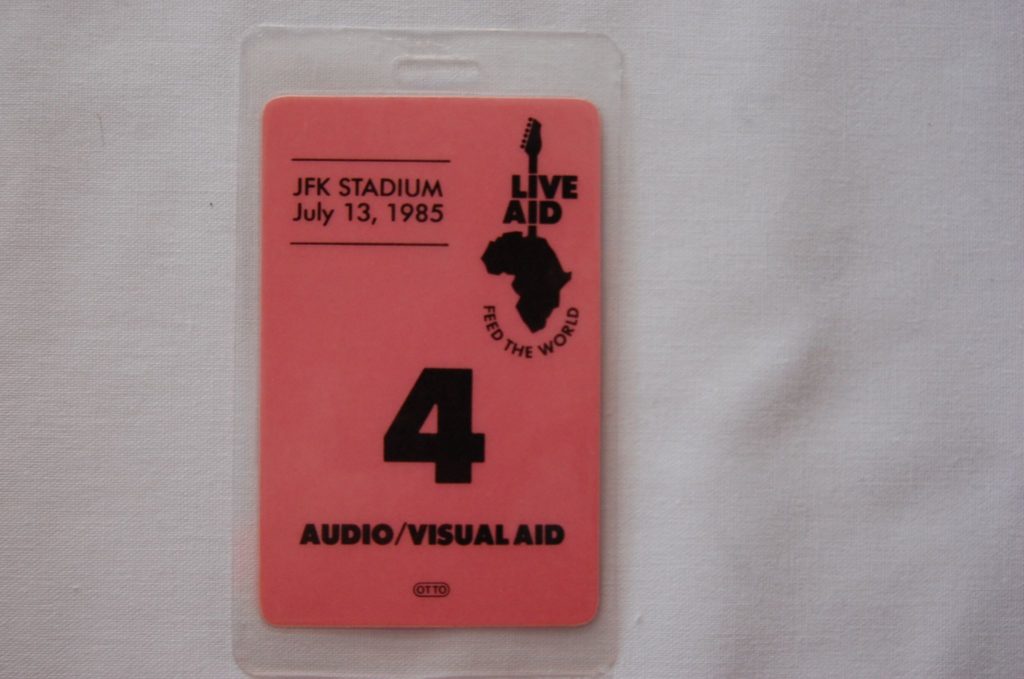 JFK STADIUM
July 13, 1985
LIVE
AID
FEED THE WORLD
4
AUDIO/VISUAL AID
OTTO